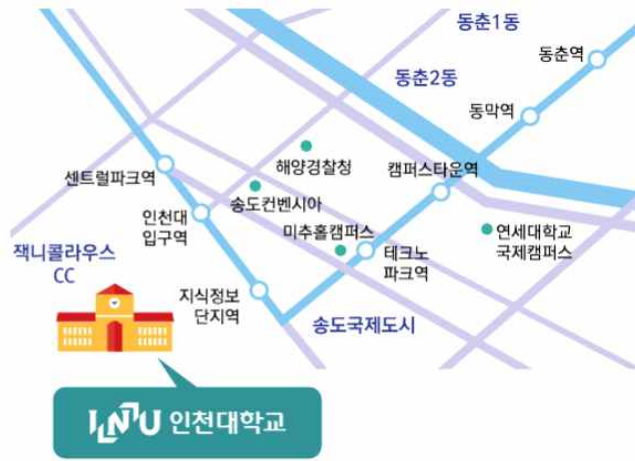 동춘1동
동춘역
동춘2동
동막역
해양경찰청
캠퍼스타운역
센트럴파크역
송도컨벤시아
인천대
입구역
미추홀캠퍼스
연세대학교
국제캠퍼스
잭니콜라우스
CC
테크노
파크역
지식정보
단지역
송도국제도시
INU 인천대학교